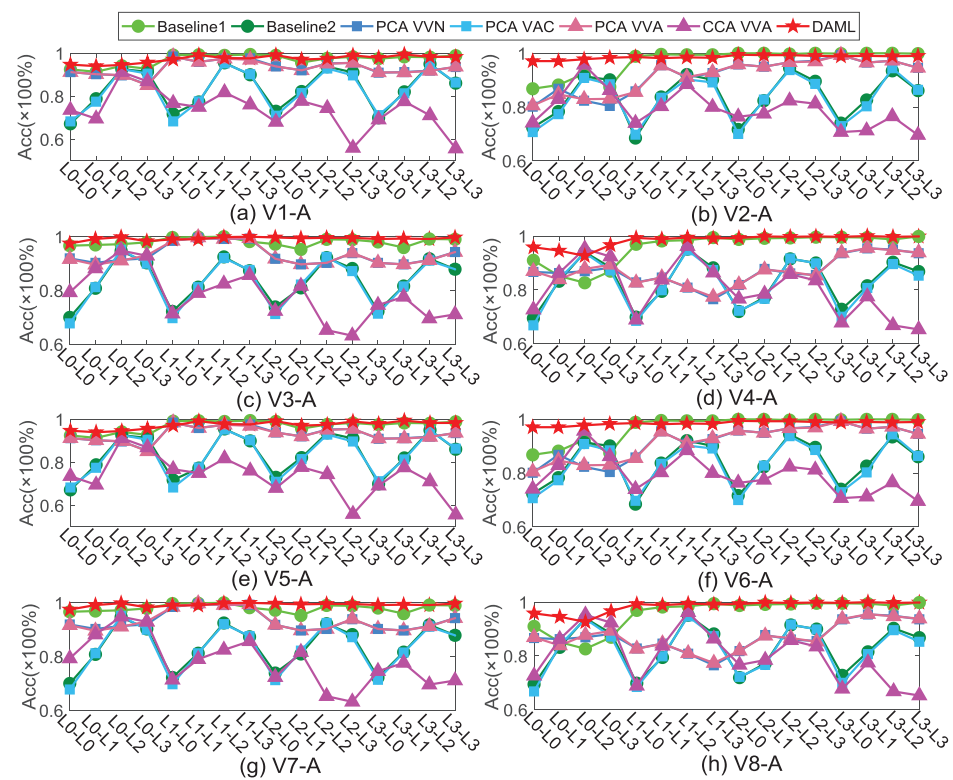 Baseline1 Baseline2 PCA VVN PCA VAC PCA VVA CCA VVA DAML
Acc(×100%)
1
0.8
0.6
L0-L0 L0-L1 L0-L2 L0-L3 L1-L0 L1-L1 L1-L2 L1-L3 L2-L0 L2-L1 L2-L2 L2-L3 L3-L0 L3-L1 L3-L2 L3-L3
(a) V1-A
Acc(×100%)
1
0.8
0.6
L0-L0 L0-L1 L0-L2 L0-L3 L1-L0 L1-L1 L1-L2 L1-L3 L2-L0 L2-L1 L2-L2 L2-L3 L3-L0 L3-L1 L3-L2 L3-L3
(b) V2-A
Acc(×100%)
1
0.8
0.6
L0-L0 L0-L1 L0-L2 L0-L3 L1-L0 L1-L1 L1-L2 L1-L3 L2-L0 L2-L1 L2-L2 L2-L3 L3-L0 L3-L1 L3-L2 L3-L3
(c) V3-A
Acc(×100%)
1
0.8
0.6
L0-L0 L0-L1 L0-L2 L0-L3 L1-L0 L1-L1 L1-L2 L1-L3 L2-L0 L2-L1 L2-L2 L2-L3 L3-L0 L3-L1 L3-L2 L3-L3
(d) V4-A
Acc(×100%)
1
0.8
0.6
L0-L0 L0-L1 L0-L2 L0-L3 L1-L0 L1-L1 L1-L2 L1-L3 L2-L0 L2-L1 L2-L2 L2-L3 L3-L0 L3-L1 L3-L2 L3-L3
(e) V5-A
Acc(×100%)
1
0.8
0.6
L0-L0 L0-L1 L0-L2 L0-L3 L1-L0 L1-L1 L1-L2 L1-L3 L2-L0 L2-L1 L2-L2 L2-L3 L3-L0 L3-L1 L3-L2 L3-L3
(f) V6-A
Acc(×100%)
1
0.8
0.6
L0-L0 L0-L1 L0-L2 L0-L3 L1-L0 L1-L1 L1-L2 L1-L3 L2-L0 L2-L1 L2-L2 L2-L3 L3-L0 L3-L1 L3-L2 L3-L3
(g) V7-A
Acc(×100%)
1
0.8
0.6
L0-L0 L0-L1 L0-L2 L0-L3 L1-L0 L1-L1 L1-L2 L1-L3 L2-L0 L2-L1 L2-L2 L2-L3 L3-L0 L3-L1 L3-L2 L3-L3
(h) V8-A